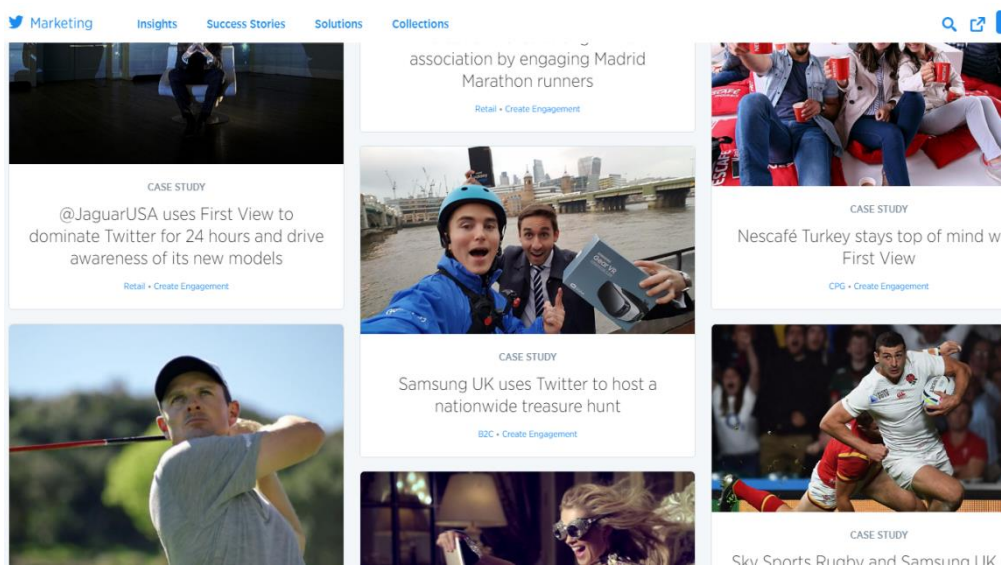 Marketing
Insights
Success Stories
Solutions
Collections
association by engaging Madrid
Marathon runners
Retail • Create Engagement
CASE STUDY
@JaguarUSA uses First View to
dominate Twitter for 24 hours and drive
awareness of its new models
Retail • Create Engagement
Gear VR
CASE STUDY
Samsung UK uses Twitter to host a
nationwide treasure hunt
B2C • Create Engagement
CASE STUDY
Nescafé Turkey stays top of mind w
First View
CPG • Create Engagement
CASE STUDY
Sky Sports Rugby and Samsung UK